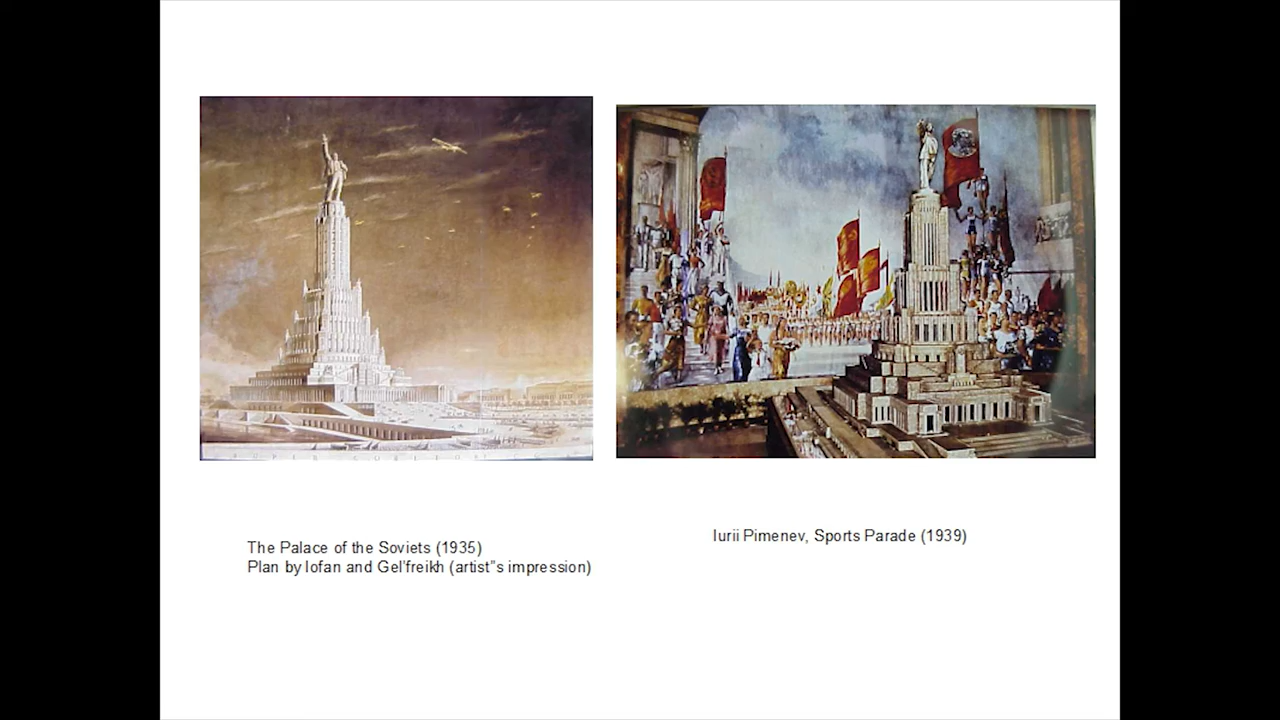 The Palace of the Soviets (1935)
Plan by Iofan and Gel'freikh (artist"s impression)
Iurii Pimenev, Sports Parade (1939)